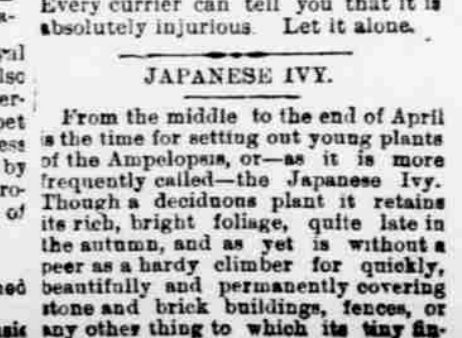 Every currier can tell you that it is
absolutely injurious. Let it alone.
JAPANESE IVY.
From the middle to the end of April
is the time for setting out young plants
of the Ampelopsis, or—as it is more
frequently called—the Japanese Ivy.
Though a deciduous plant it retains
its rich, bright foliage, quite late in
the autumn, and as yet is without a
peer as a hardy climber for quickly,
beautifully and permanently covering
stone and brick buildings, fences, or
any other thing to which its tiny fin-